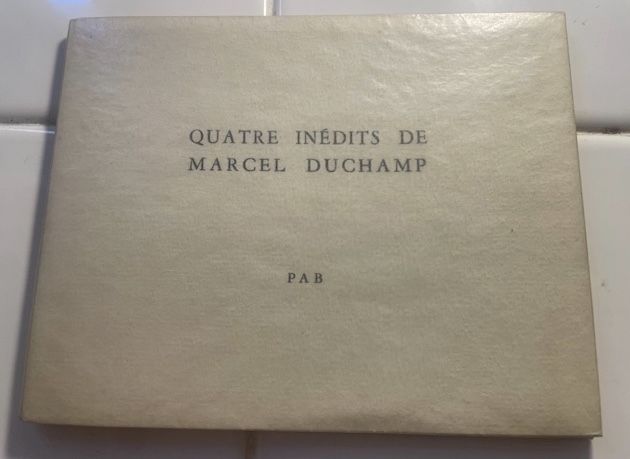 QUATRE INÉDITS DE
MARCEL DUCHAMP
PAB